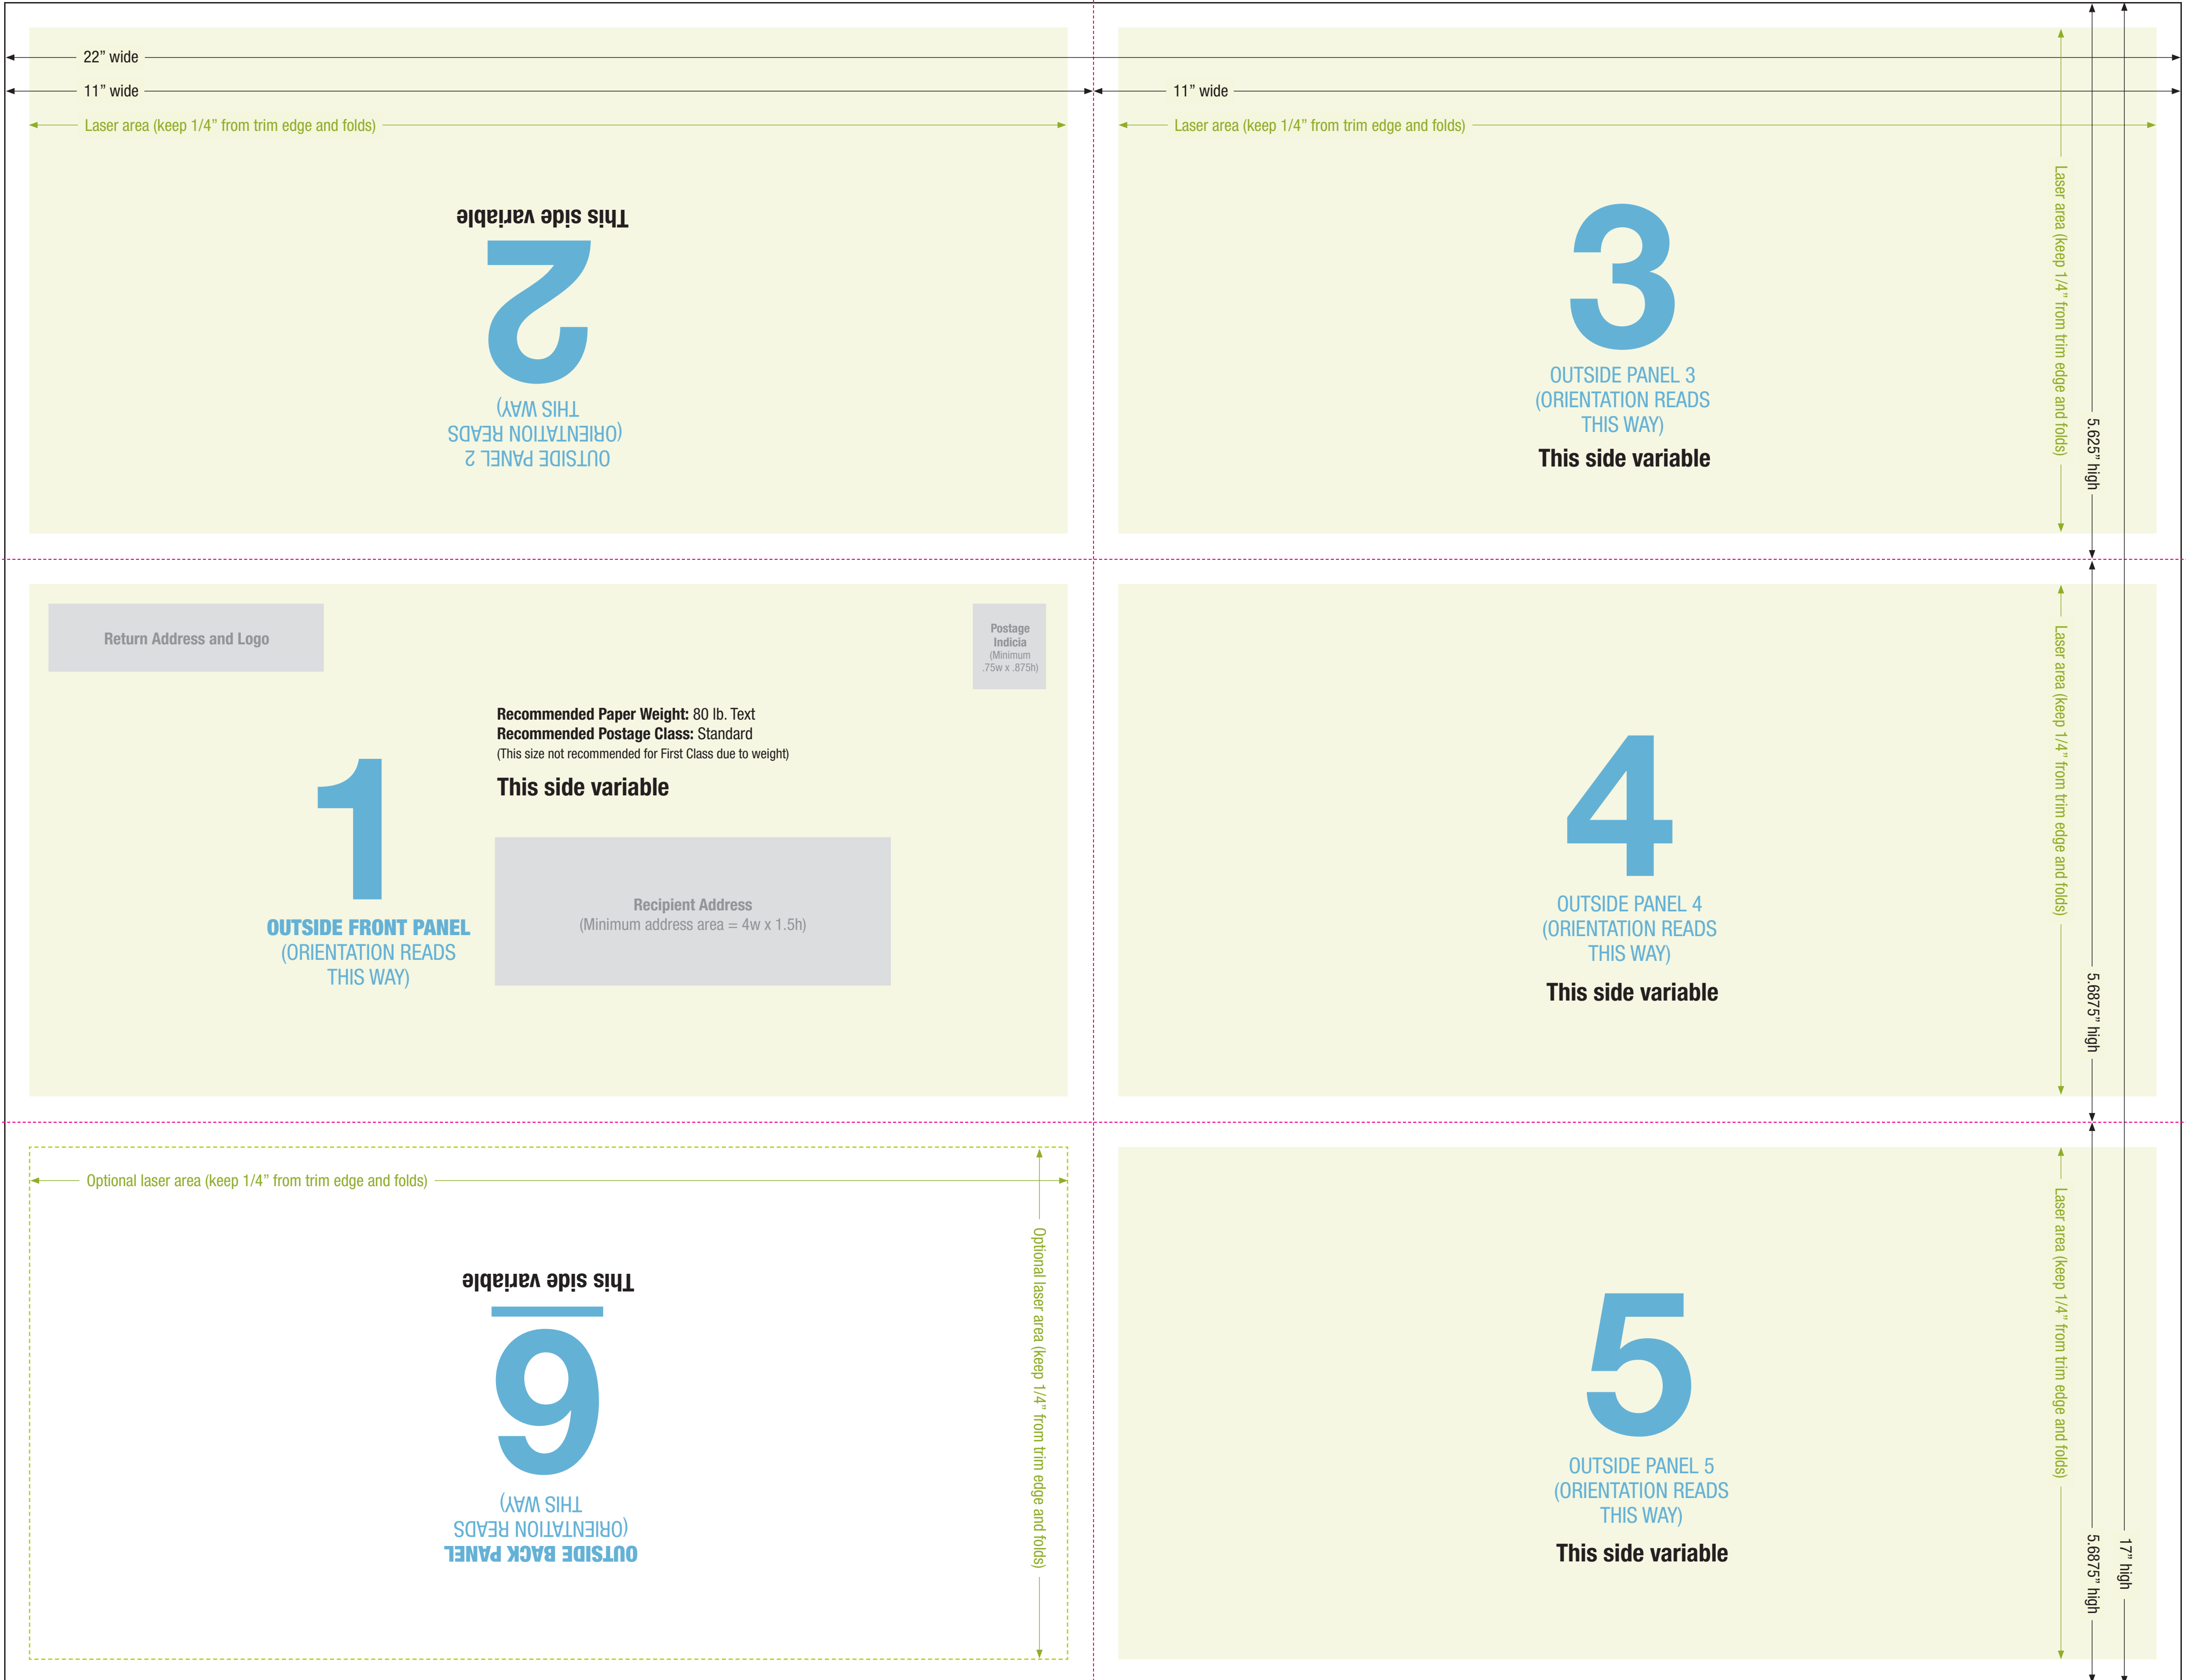 22” wide
11” wide
11” wide
Laser area (keep 1/4” from trim edge and folds)
Laser area (keep 1/4” from trim edge and folds)
2
OUTSIDE PANEL 2
(ORIENTATION READS
THIS WAY)
This side variable
3
OUTSIDE PANEL 3
(ORIENTATION READS
THIS WAY)
This side variable
Laser area (keep 1/4” from trim edge and folds)
5.625” high
Return Address and Logo
Postage
Indicia
(Minimum
.75w x .875h)
Recommended Paper Weight: 80 lb. Text
Recommended Postage Class: Standard
(This size not recommended for First Class due to weight)
This side variable
1
OUTSIDE FRONT PANEL
(ORIENTATION READS
THIS WAY)
Recipient Address
(Minimum address area = 4w x 1.5h)
4
OUTSIDE PANEL 4
(ORIENTATION READS
THIS WAY)
This side variable
Laser area (keep 1/4” from trim edge and folds)
5.6875” high
Optional laser area (keep 1/4” from trim edge and folds)
Optional laser area (keep 1/4” from trim edge and folds)
OUTSIDE BACK PANEL
(ORIENTATION READS
THIS WAY)
6
This side variable
5
OUTSIDE PANEL 5
(ORIENTATION READS
THIS WAY)
This side variable
Laser area (keep 1/4” from trim edge and folds)
5.6875” high
17” high